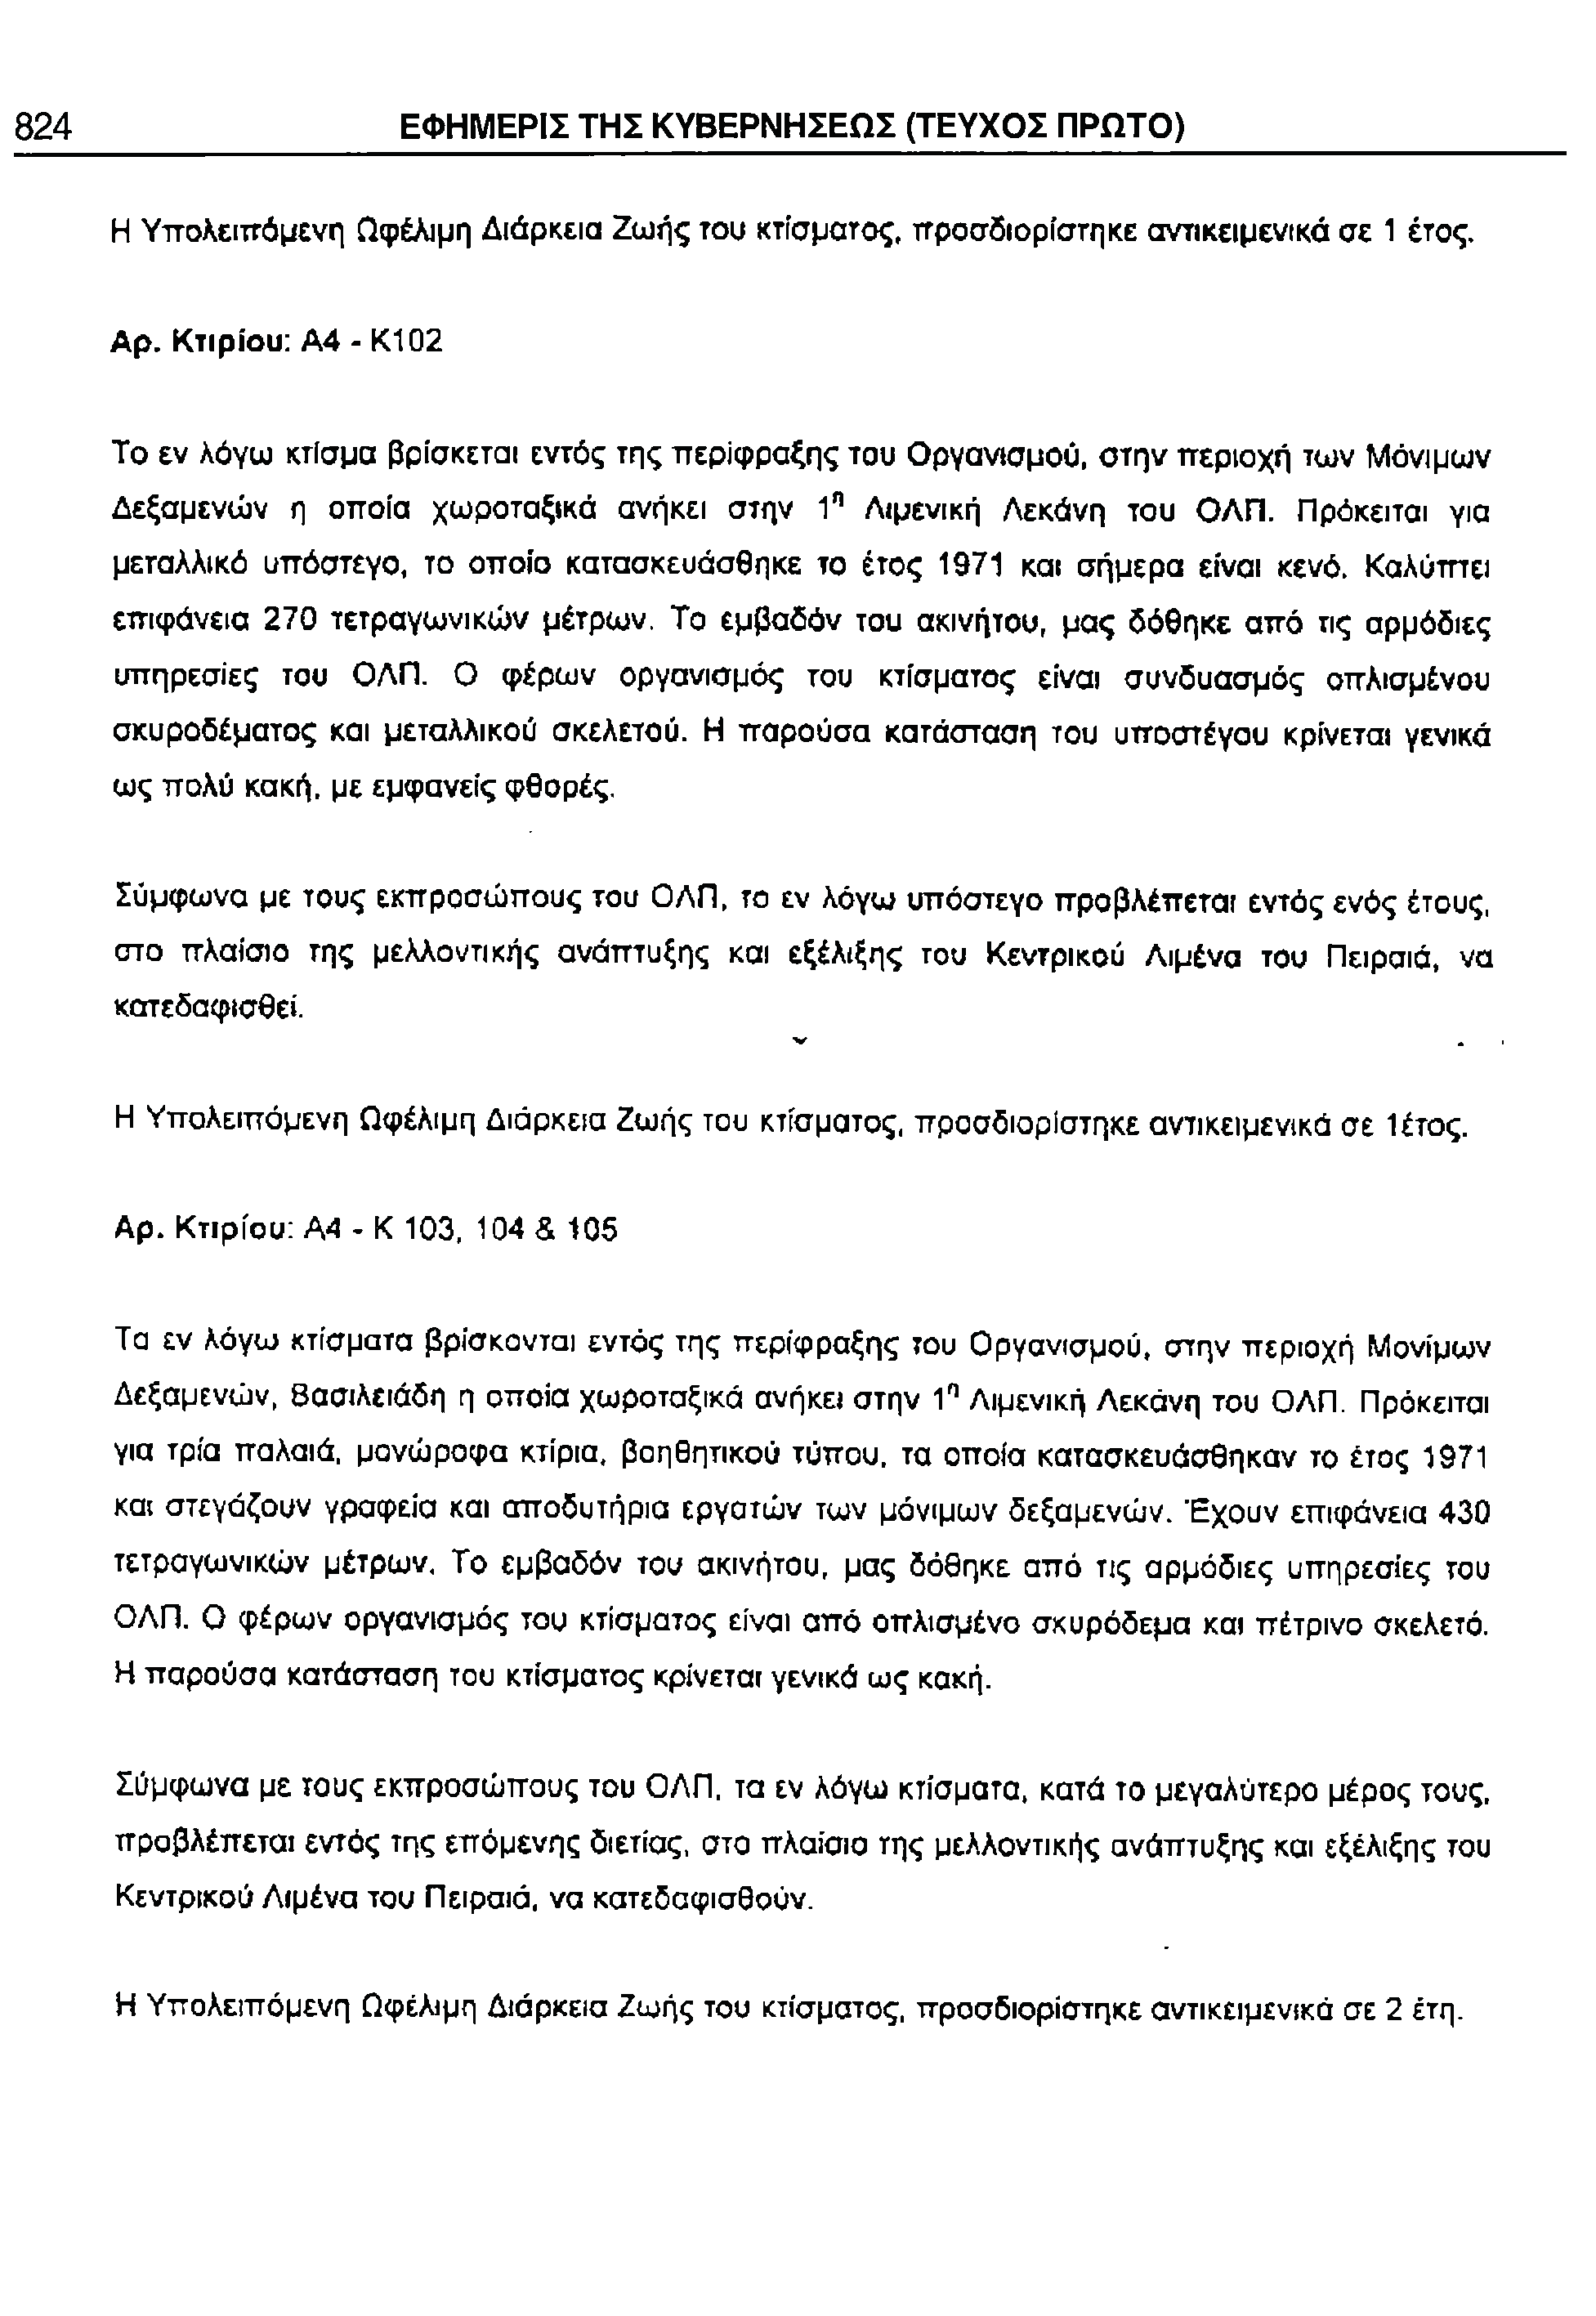 824 ΕΦΗΜΕΡΙΣ ΤΗΣ ΚΥΒΕΡΝΗΣΕΩΣ (ΤΕΥΧΟΣ ΠΡΩΤΟ)
Η Υπολειπόμενη Ωφέλιμη Διάρκεια Ζωής του κτίσματος, προσδιορίστηκε αντικειμενικά σε 1 έτος.
Αρ. Κτιρίου: Α4 - Κ102
Το εν λόγω κτίσμα βρίσκεται εντός της περίφραξης του Οργανισμού, στην περιοχή των Μόνιμων
Δεξαμενών η οποία χωροταξικά ανήκει στην 1η Λιμενική Λεκάνη του ΟΛΠ. Πρόκειται για
μεταλλικό υπόστεγο, το οποίο κατασκευάσθηκε το έτος 1971 και σήμερα είναι κενό. Καλύπτει
επιφάνεια 270 τετραγωνικών μέτρων. Το εμβαδόν του ακινήτου, μας δόθηκε από τις αρμόδιες
υπηρεσίες του ΟΛΠ. Ο φέρων οργανισμός του κτίσματος είναι συνδυασμός οπλισμένου
σκυροδέματος και μεταλλικού σκελετού. Η παρούσα κατάσταση του υποστέγου κρίνεται γενικά
ως πολύ κακή, με εμφανείς φθορές.
Σύμφωνα με τους εκπροσώπους του ΟΛΠ, το εν λόγω υπόστεγο προβλέπεται εντός ενός έτους,
στο πλαίσιο της μελλοντικής ανάπτυξης και εξέλιξης του Κεντρικού Λιμένα του Πειραιά, να
κατεδαφισθεί.
Η Υπολειπόμενη Ωφέλιμη Διάρκεια Ζωής του κτίσματος, προσδιορίστηκε αντικειμενικά σε 1έτος.
Αρ. Κτιρίου: Α4 - Κ 103, 104 & 105
Τα εν λόγω κτίσματα βρίσκονται εντός της περίφραξης του Οργανισμού, στην περιοχή Μονίμων
Δεξαμενών, Βασιλειάδη η οποία χωροταξικά ανήκει στην 1η Λιμενική Λεκάνη του ΟΛΠ. Πρόκειται
για τρία παλαιά, μονώροφα κτίρια, βοηθητικού τύπου, τα οποία κατασκευάσθηκαν το έτος 1971
και στεγάζουν γραφεία και αποδυτήρια εργατών των μόνιμων δεξαμενών. Έχουν επιφάνεια 430
τετραγωνικών μέτρων. Το εμβαδόν του ακινήτου, μας δόθηκε από τις αρμόδιες υπηρεσίες του
ΟΛΠ. Ο φέρων οργανισμός του κτίσματος είναι από οπλισμένο σκυρόδεμα και πέτρινο σκελετό.
Η παρούσα κατάσταση του κτίσματος κρίνεται γενικά ως κακή.
Σύμφωνα με τους εκπροσώπους του ΟΛΠ, τα εν λόγω κτίσματα, κατά το μεγαλύτερο μέρος τους,
προβλέπεται εντός της επόμενης διετίας, στο πλαίσιο της μελλοντικής ανάπτυξης και εξέλιξης του
Κεντρικού Λιμένα του Πειραιά, να κατεδαφισθούν.
Η Υπολειπόμενη Ωφέλιμη Διάρκεια Ζωής του κτίσματος, προσδιορίστηκε αντικειμενικά σε 2 έτη.